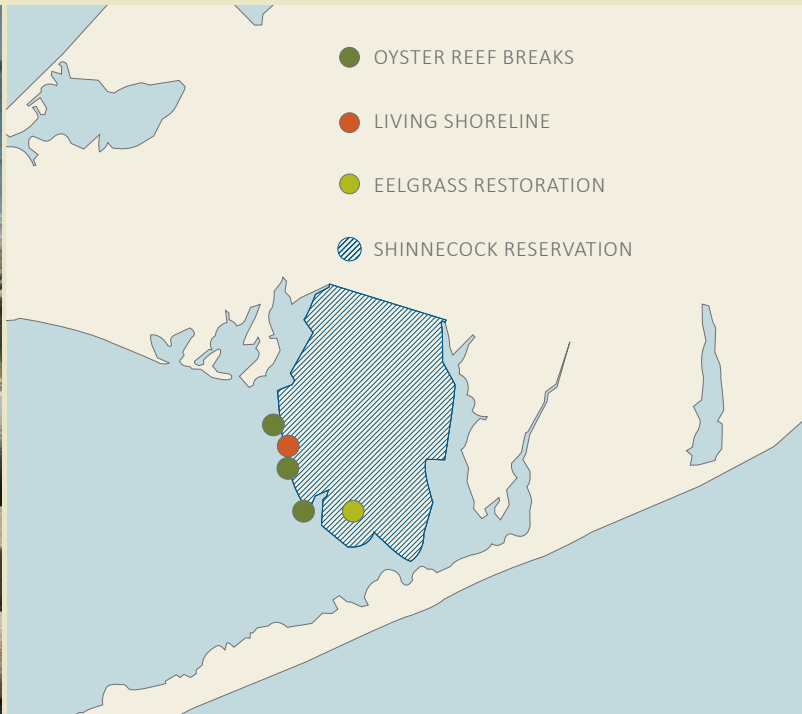 OYSTER REEF BREAKS
LIVING SHORELINE
EELGRASS RESTORATION
SHINNECOCK RESERVATION